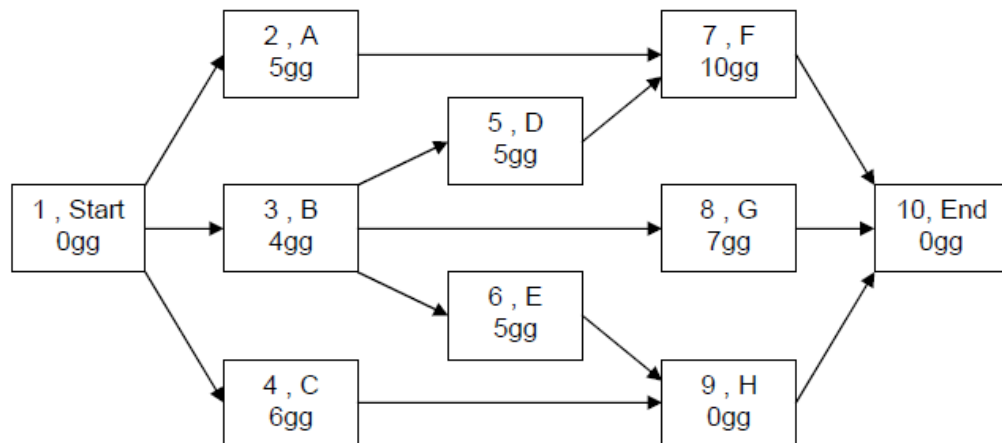 2 , A
5gg
7 , F
10gg
5 , D
5gg
1 , Start
0gg
3 , B
4gg
8 , G
7gg
10, End
0gg
6 , E
5gg
4 , C
6gg
9 , H
0gg